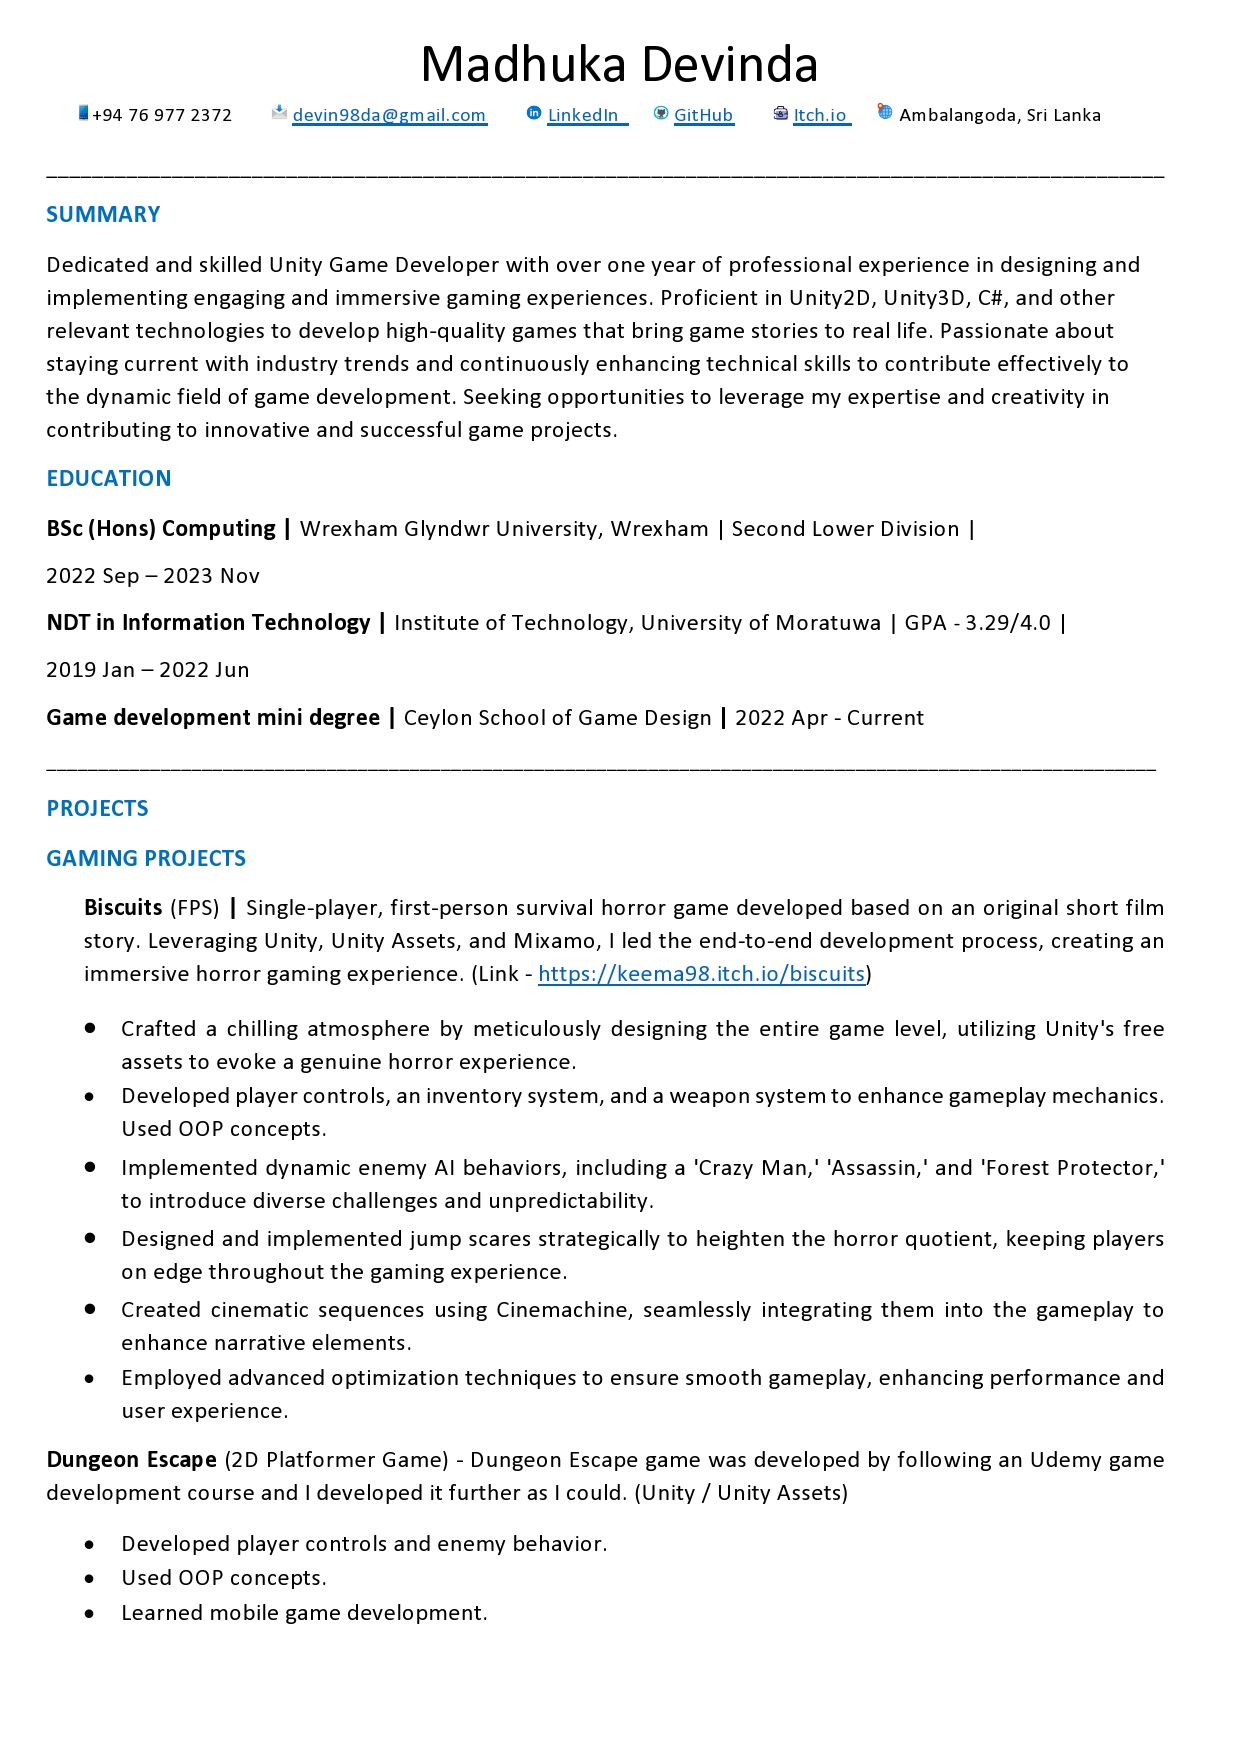 Madhuka Devinda
+94 76 977 2372 devin98da@gmail.com LinkedIn GitHub Itch.io Ambalangoda, Sri Lanka
SUMMARY
Dedicated and skilled Unity Game Developer with over one year of professional experience in designing and
implementing engaging and immersive gaming experiences. Proficient in Unity2D, Unity3D, C#, and other
relevant technologies to develop high-quality games that bring game stories to real life. Passionate about
staying current with industry trends and continuously enhancing technical skills to contribute effectively to
the dynamic field of game development. Seeking opportunities to leverage my expertise and creativity in
contributing to innovative and successful game projects.
EDUCATION
BSc (Hons) Computing | Wrexham Glyndwr University, Wrexham | Second Lower Division |
2022 Sep – 2023 Nov
NDT in Information Technology | Institute of Technology, University of Moratuwa | GPA - 3.29/4.0 |
2019 Jan – 2022 Jun
Game development mini degree | Ceylon School of Game Design | 2022 Apr - Current
PROJECTS
GAMING PROJECTS
Biscuits (FPS) | Single-player, first-person survival horror game developed based on an original short film
story. Leveraging Unity, Unity Assets, and Mixamo, I led the end-to-end development process, creating an
immersive horror gaming experience. (Link - https://keema98.itch.io/biscuits)
• Crafted a chilling atmosphere by meticulously designing the entire game level, utilizing Unity's free
assets to evoke a genuine horror experience.
• Developed player controls, an inventory system, and a weapon system to enhance gameplay mechanics.
Used OOP concepts.
• Implemented dynamic enemy AI behaviors, including a 'Crazy Man,' 'Assassin,' and 'Forest Protector,'
to introduce diverse challenges and unpredictability.
• Designed and implemented jump scares strategically to heighten the horror quotient, keeping players
on edge throughout the gaming experience.
• Created cinematic sequences using Cinemachine, seamlessly integrating them into the gameplay to
enhance narrative elements.
• Employed advanced optimization techniques to ensure smooth gameplay, enhancing performance and
user experience.
Dungeon Escape (2D Platformer Game) - Dungeon Escape game was developed by following an Udemy game
development course and I developed it further as I could. (Unity / Unity Assets)
• Developed player controls and enemy behavior.
• Used OOP concepts.
• Learned mobile game development.